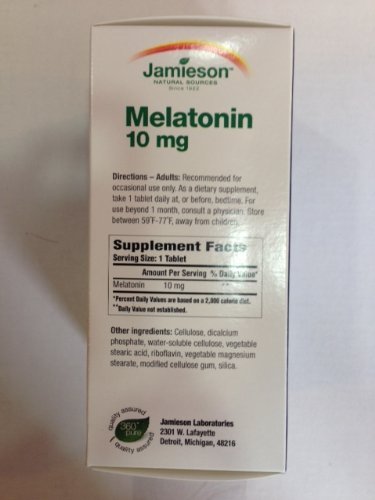 Jamieson™
NATURAL SOURCES
Since 1922
Melatonin
10 mg
Directions – Adults: Recommended for
occasional use only. As a dietary supplement,
take 1 tablet daily at, or before, bedtime. For
use beyond 1 month, consult a physician. Store
between 59°F-77°F, away from children.
Supplement Facts
Serving Size: 1 Tablet
Amount Per Serving % Daily Value*
Melatonin 10 mg **
*Percent Daily Values are based on a 2,000 calorie diet.
**Daily Value not established.
Other ingredients: Cellulose, dicalcium
phosphate, water-soluble cellulose, vegetable
stearic acid, riboflavin, vegetable magnesium
stearate, modified cellulose gum, silica.
quality assured
360°
pure
quality assured
Jamieson Laboratories
2301 W. Lafayette
Detroit, Michigan, 48216